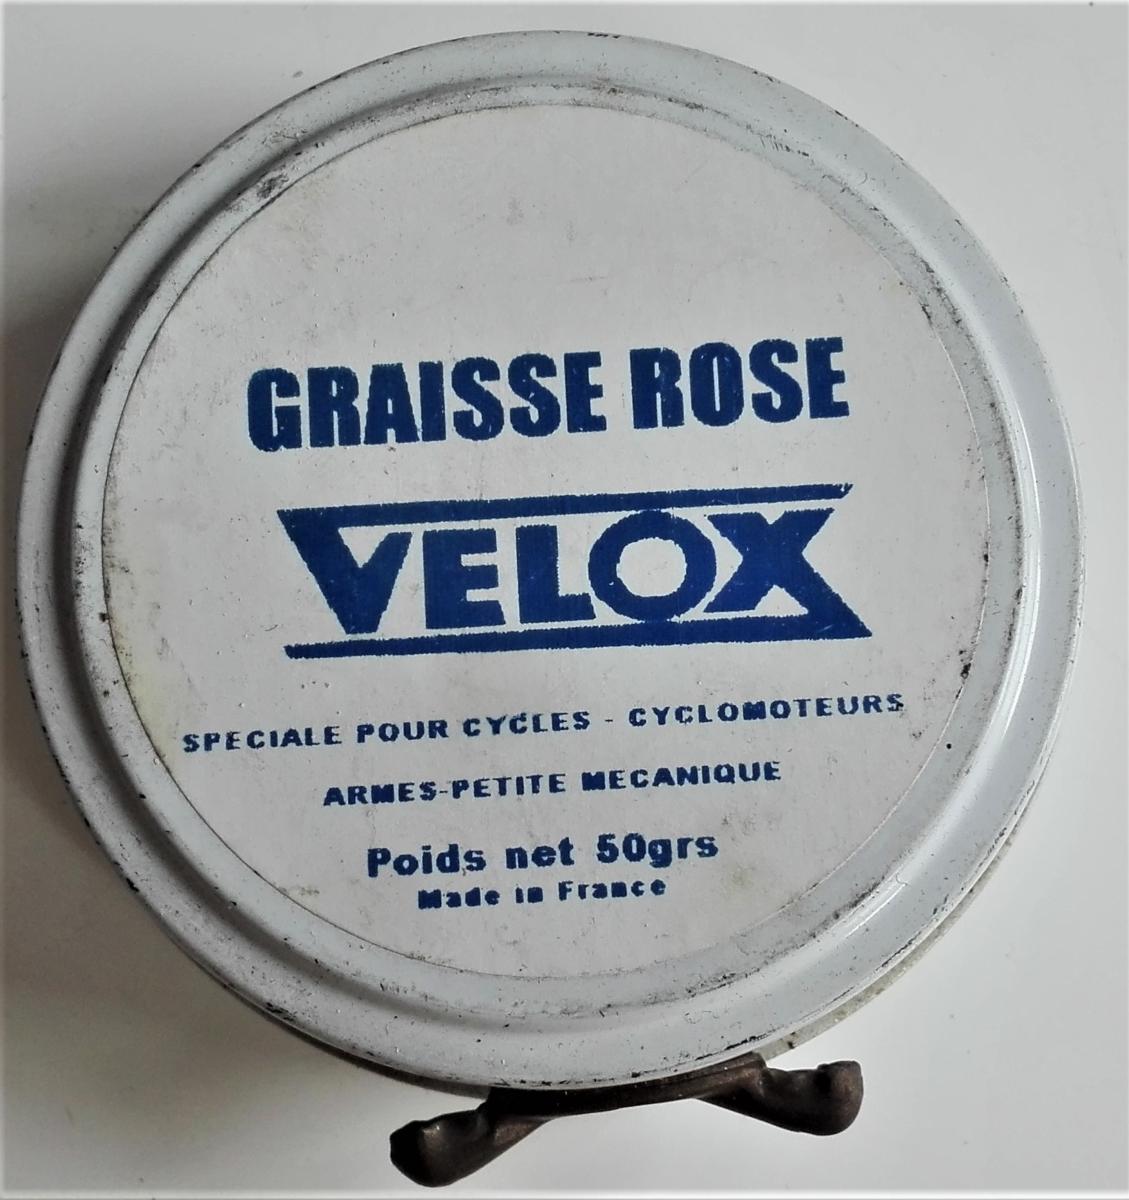 GRAISSE ROSE
VELOX
SPECIALE POUR CYCLES - CYCLOMOTEURS
ARMES-PETITE MECANIQUE
Poids net 50grs
Made in France